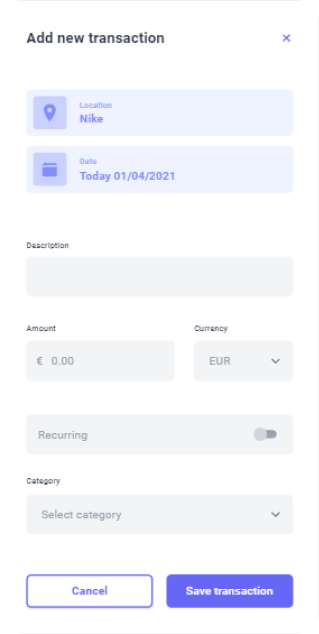 Add new transaction
Location
Nike
Date
Today 01/04/2021
Description
Amount Currency
€ 0.00 EUR
Recurring
Category
Select category
Cancel Save transaction